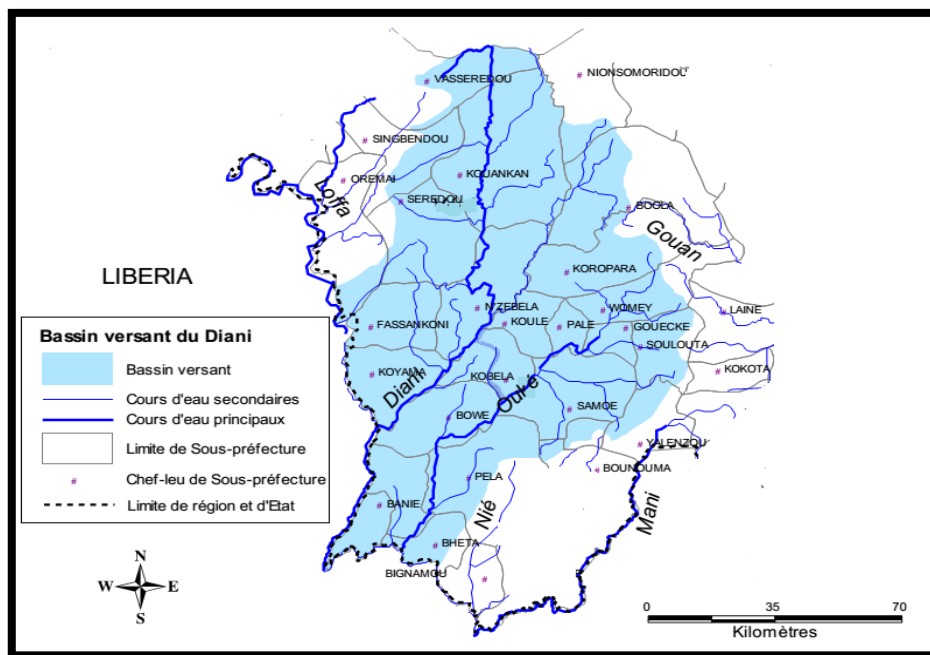 VASSEREDOU
NIONSOMORIDOU
SINGBENDOU
OREMAI
KOUANKAN
Loffa
SEREDOU
BOOLA
Gouan
LIBERIA
KOROPARA
N'ZEBELA
WOMEY
LAINE
FASSANKONI
KOULE
PALE
GOUECKE
SOULOUTA
Bassin versant du Diani
Bassin versant
Cours d'eau secondaires
Cours d'eau principaux
Limite de Sous-préfecture
Chef-leu de Sous-préfecture
Limite de région et d'Etat
KOYAMA
Diani
KOBELA
Oulé
KOKOTA
BOWE
SAMOE
YALENZOU
BOUNOUMA
PELA
BANIE
Nié
Mani
BHETA
BIGNAMOU
N
W E
S
0 35 70
Kilomètres